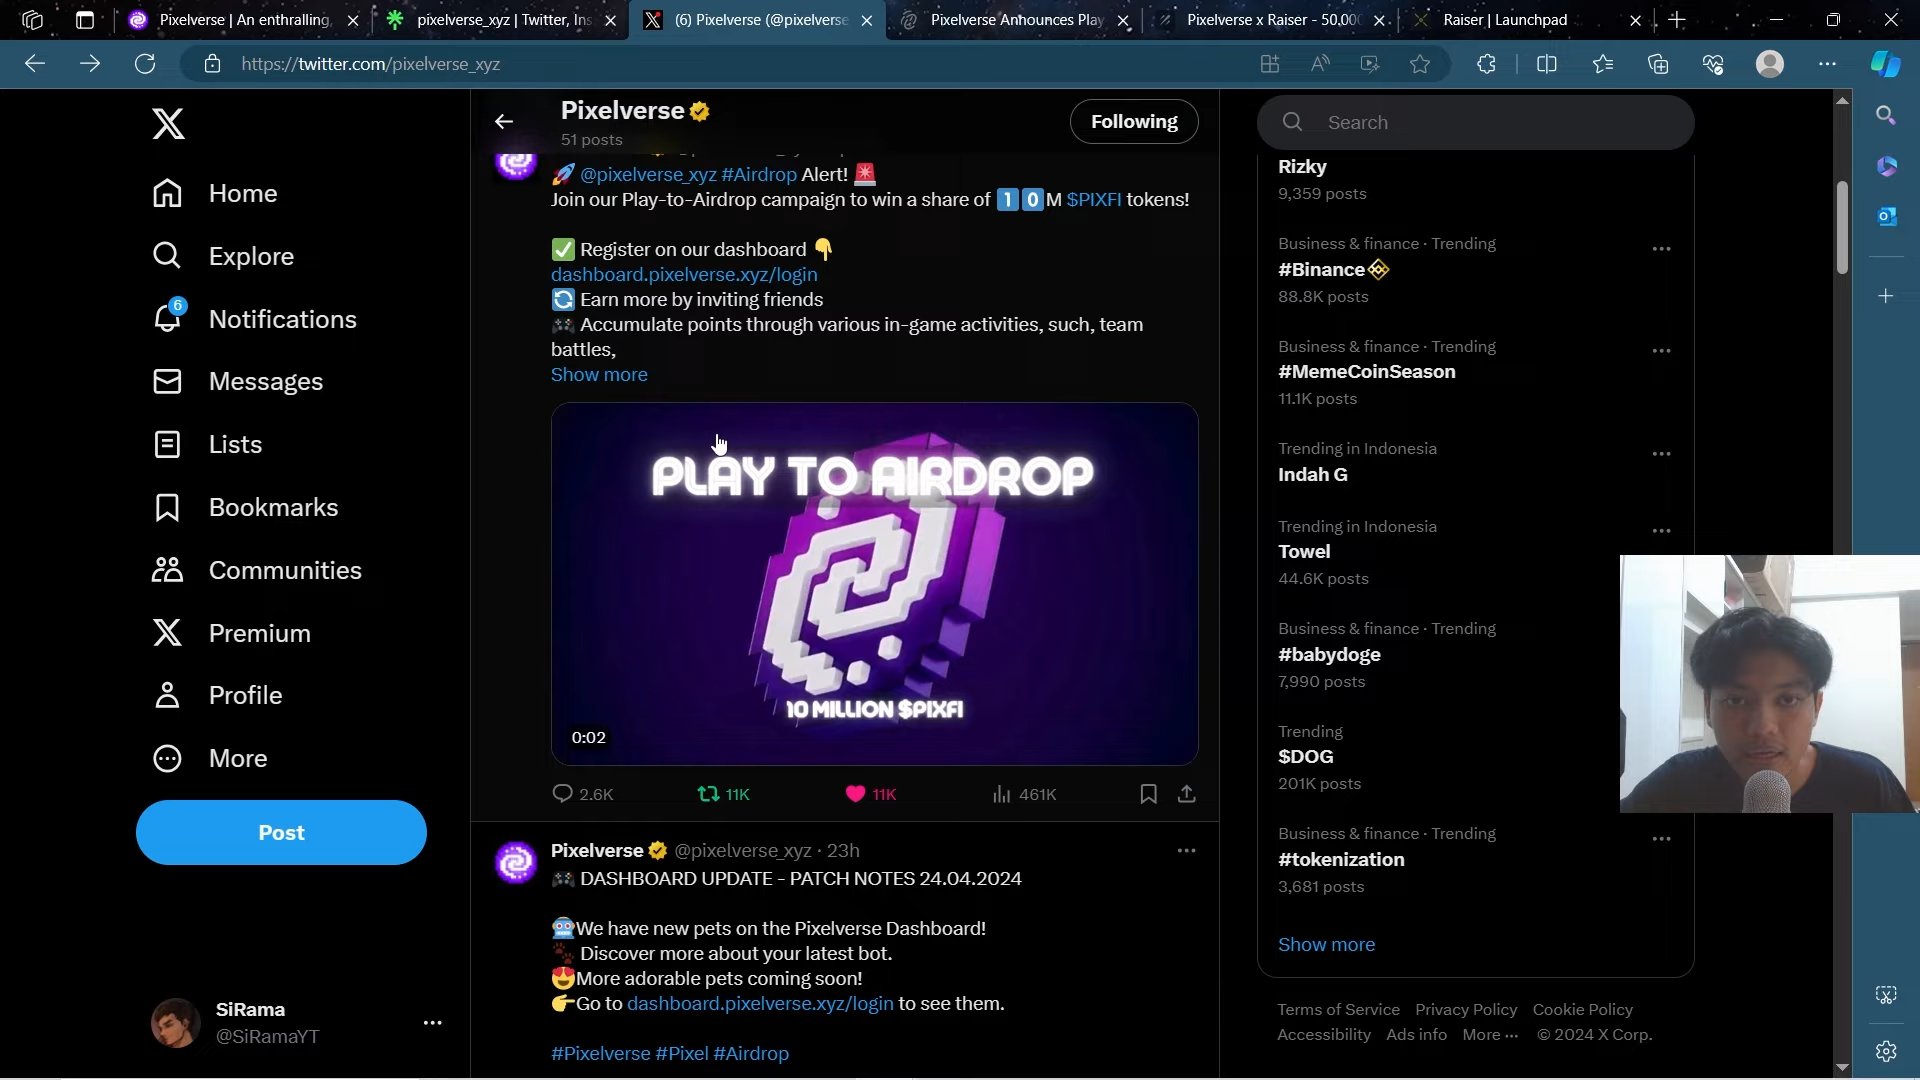 Pixelverse | An enthralling
pixelverse_xyz | Twitter, Ins
(6) Pixelverse (@pixelverse
Pixelverse Announces Play
Pixelverse x Raiser - 50,000
Raiser | Launchpad
https://twitter.com/pixelverse_xyz
Home
Explore
6
Notifications
Messages
Lists
Bookmarks
Communities
Premium
Profile
More
Post
SiRama
@SiRamaYT
Pixelverse
51 posts
Following
🚀 @pixelverse_xyz #Airdrop Alert! 🚨
Join our Play-to-Airdrop campaign to win a share of 1️⃣0️⃣M $PIXFI tokens!
✅ Register on our dashboard 👇
dashboard.pixelverse.xyz/login
🔄 Earn more by inviting friends
🎮 Accumulate points through various in-game activities, such, team
battles,
Show more
PLAY TO AIRDROP
10 MILLION $PIXFI
0:02
2.6K
11K
11K
461K
Pixelverse @pixelverse_xyz · 23h
🎮 DASHBOARD UPDATE - PATCH NOTES 24.04.2024
🤖We have new pets on the Pixelverse Dashboard!
🐾 Discover more about your latest bot.
😍More adorable pets coming soon!
👉Go to dashboard.pixelverse.xyz/login to see them.
#Pixelverse #Pixel #Airdrop
Search
Rizky
9,359 posts
Business & finance · Trending
#Binance
88.8K posts
Business & finance · Trending
#MemeCoinSeason
11.1K posts
Trending in Indonesia
Indah G
Trending in Indonesia
Towel
44.6K posts
Business & finance · Trending
#babydoge
7,990 posts
Trending
$DOG
201K posts
Business & finance · Trending
#tokenization
3,681 posts
Show more
Terms of Service Privacy Policy Cookie Policy
Accessibility Ads info More ··· © 2024 X Corp.